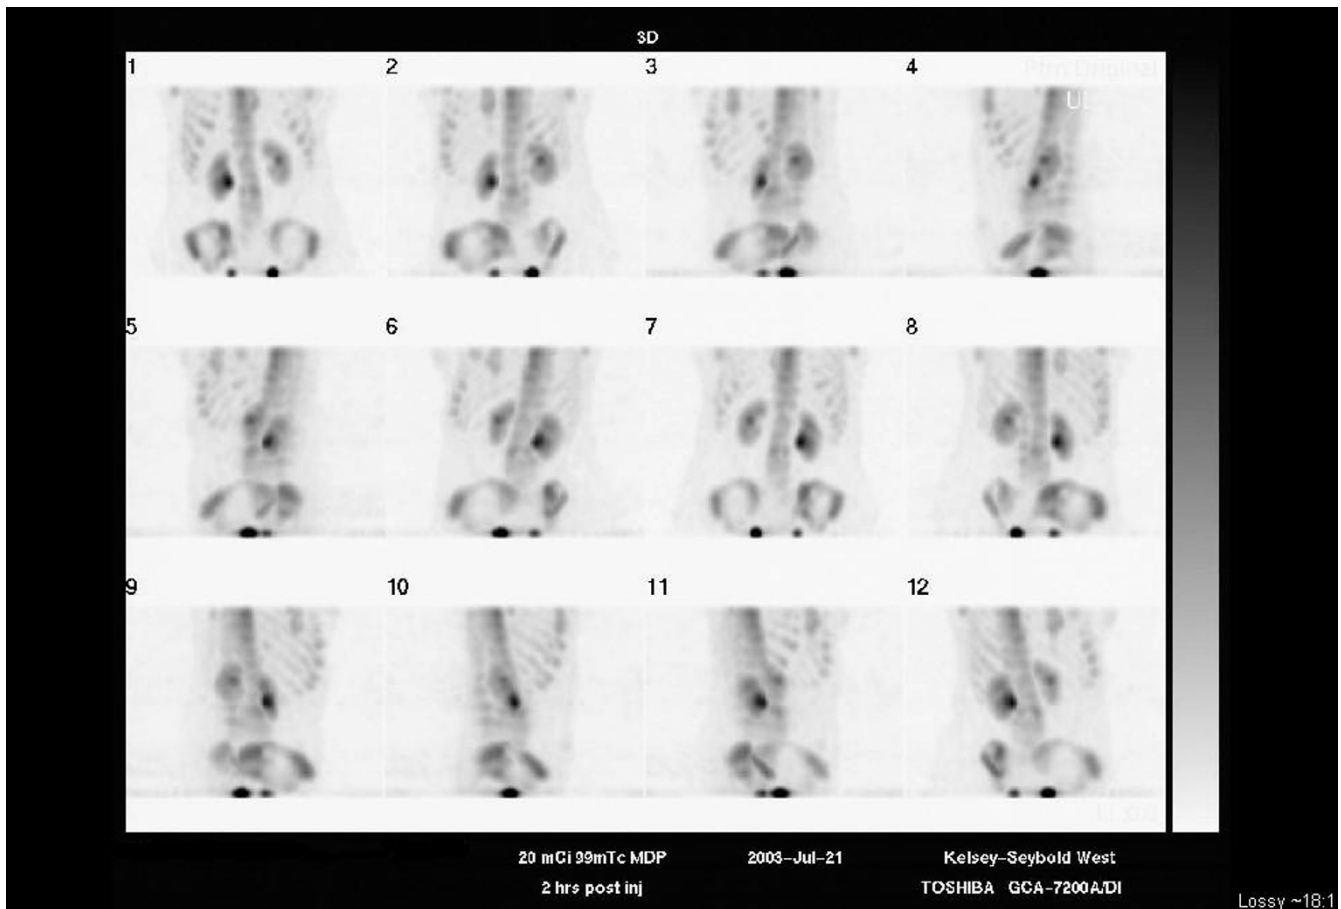 3D
1 2 3 4
UL
5 6 7 8
9 10 11 12
20 mCi 99mTc MDP 2003-Jul-21 Kelsey-Seybold West
2 hrs post inj TOSHIBA GCA-7200A/DI
Lossy ~18:1